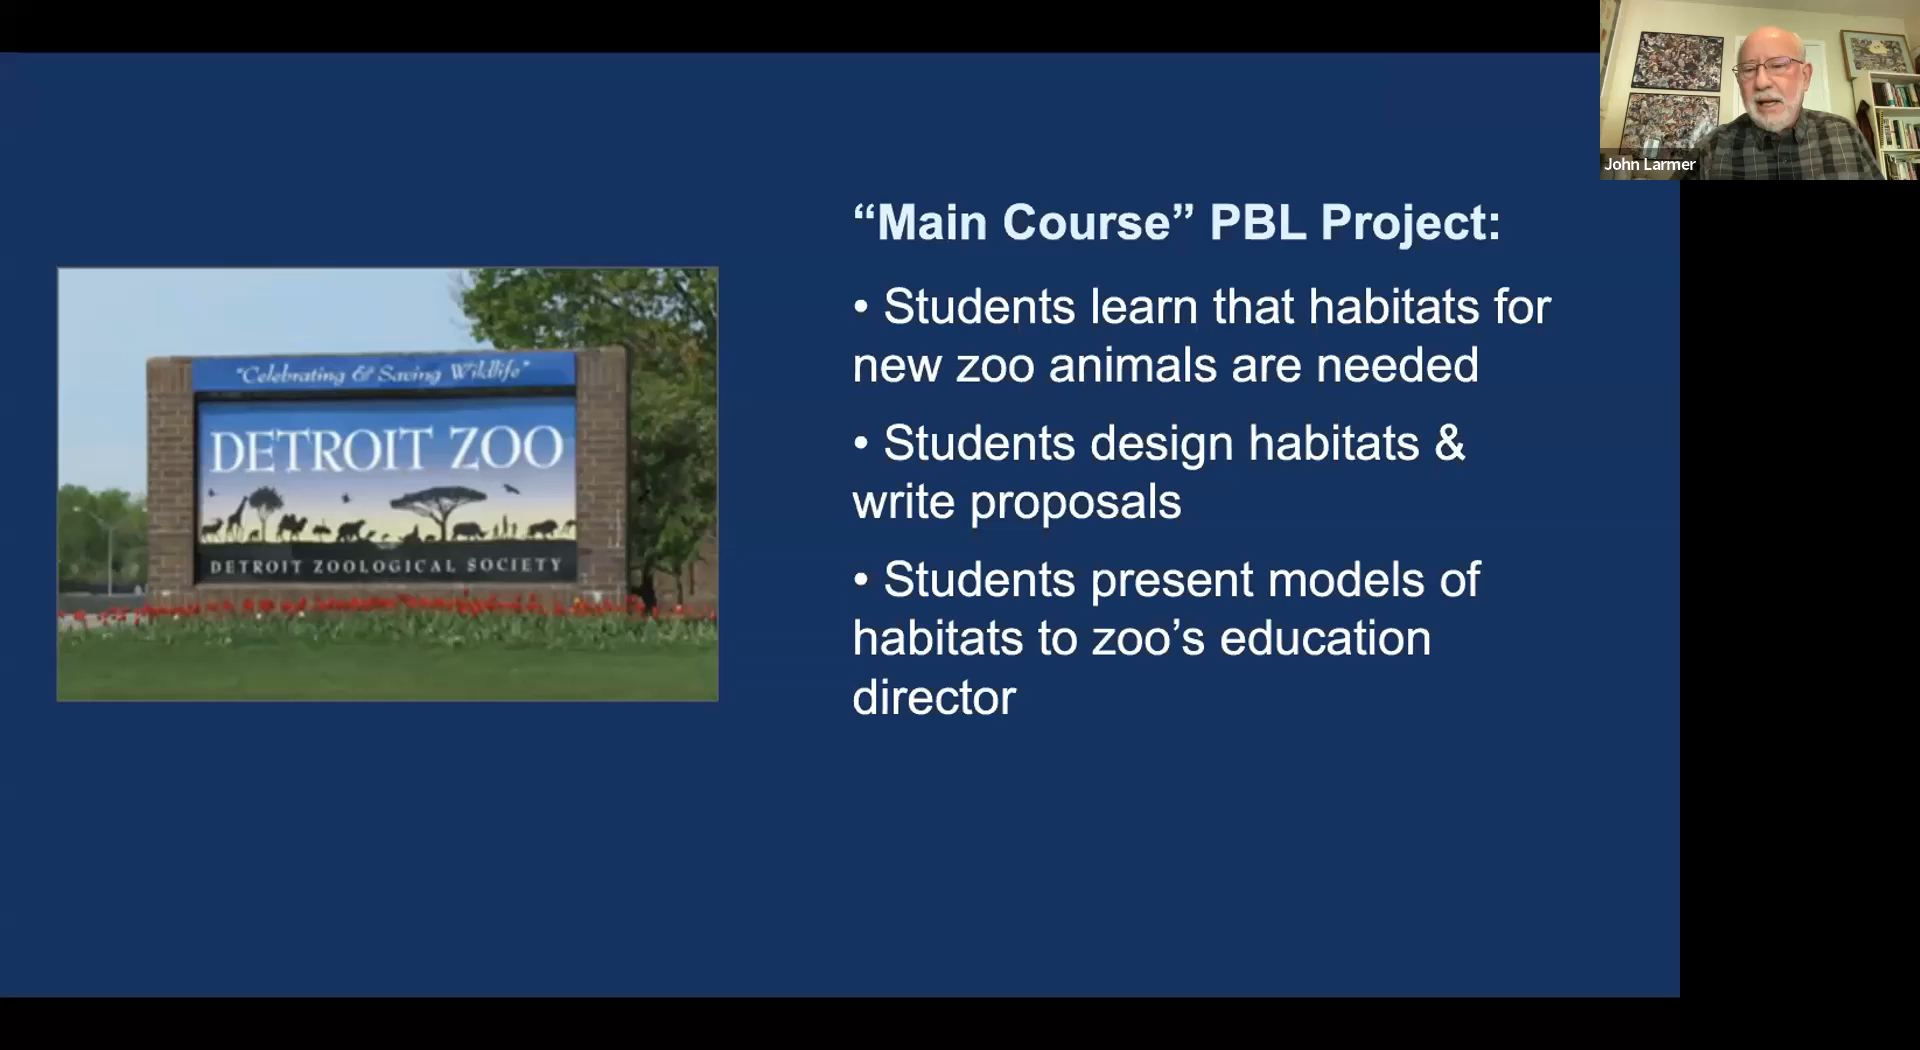 John Larmer
“Main Course” PBL Project:
• Students learn that habitats for
new zoo animals are needed
• Students design habitats &
write proposals
• Students present models of
habitats to zoo’s education
director
"Celebrating & Saving Wildlife"
DETROIT ZOO
DETROIT ZOOLOGICAL SOCIETY